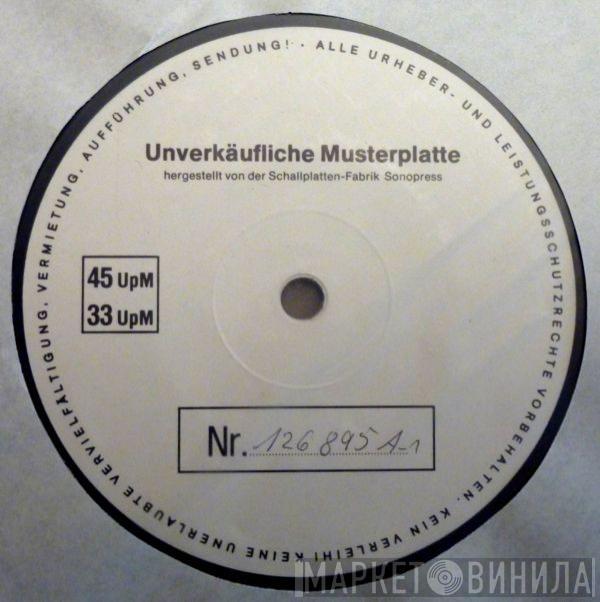 ALLE URHEBER- UND LEISTUNGSSCHUTZRECHTE VORBEHALTEN. KEIN VERLEIH! KEINE UNERLAUBTE VERVIELFÄLTIGUNG, VERMIETUNG, AUFFÜHRUNG, SENDUNG! ·
Unverkäufliche Musterplatte
hergestellt von der Schallplatten-Fabrik Sonopress
45 UpM
33 UpM
Nr. 126 895 A-1
МАРКЕТ ВИНИЛА